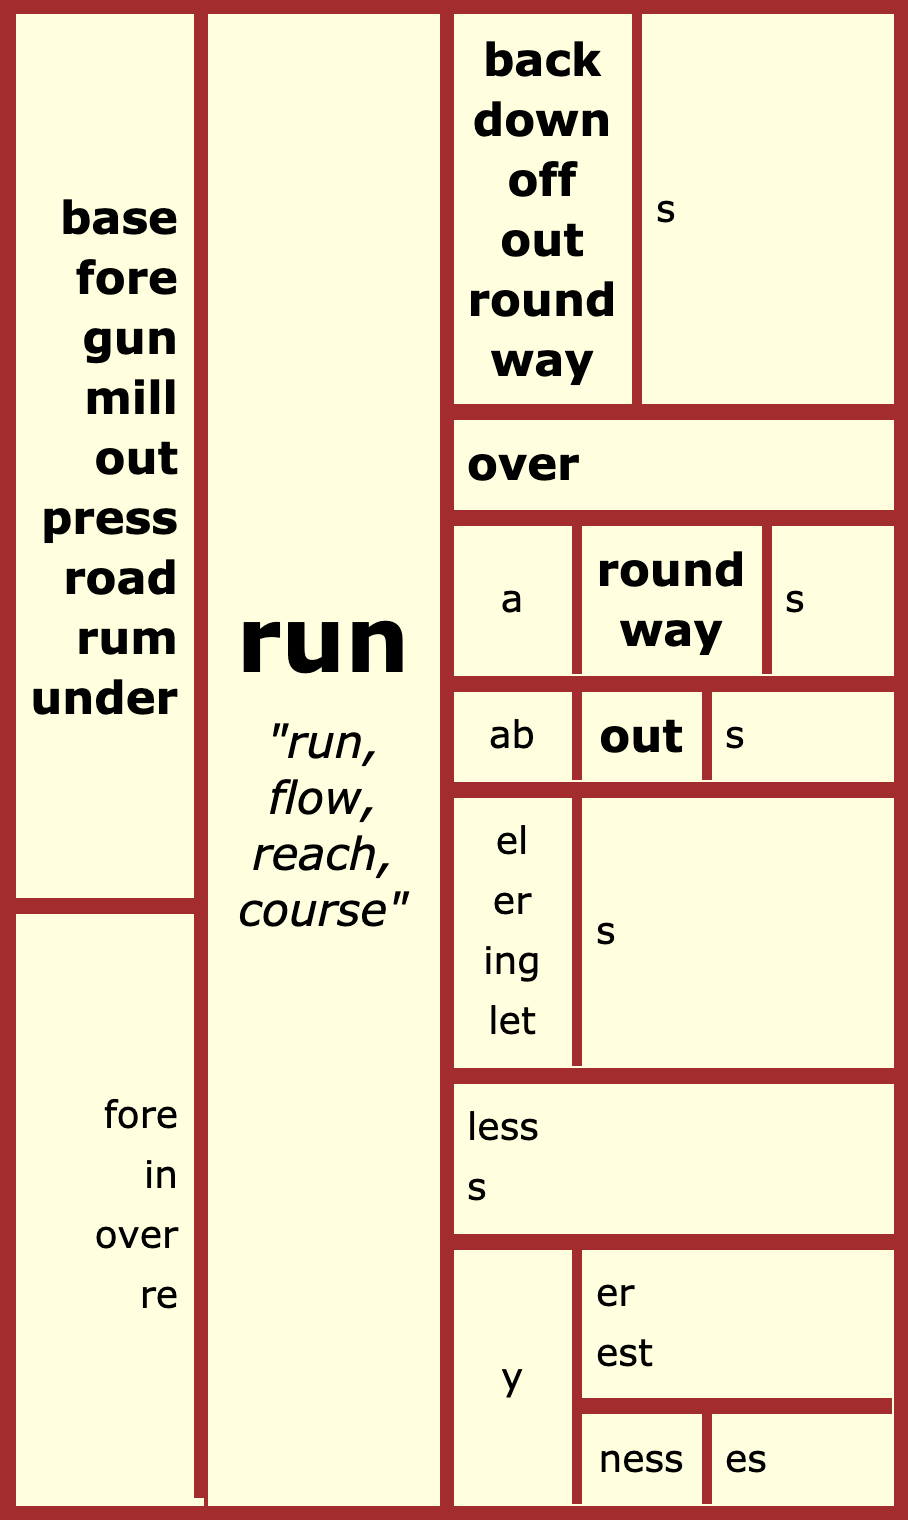 base
fore
gun
mill
out
press
road
rum
under
fore
in
over
re
run
"run,
flow,
reach,
course"
back
down
off
out
round
way
s
over
a
round
way
s
ab
out
s
el
er
ing
let
s
less
s
y
er
est
ness
es